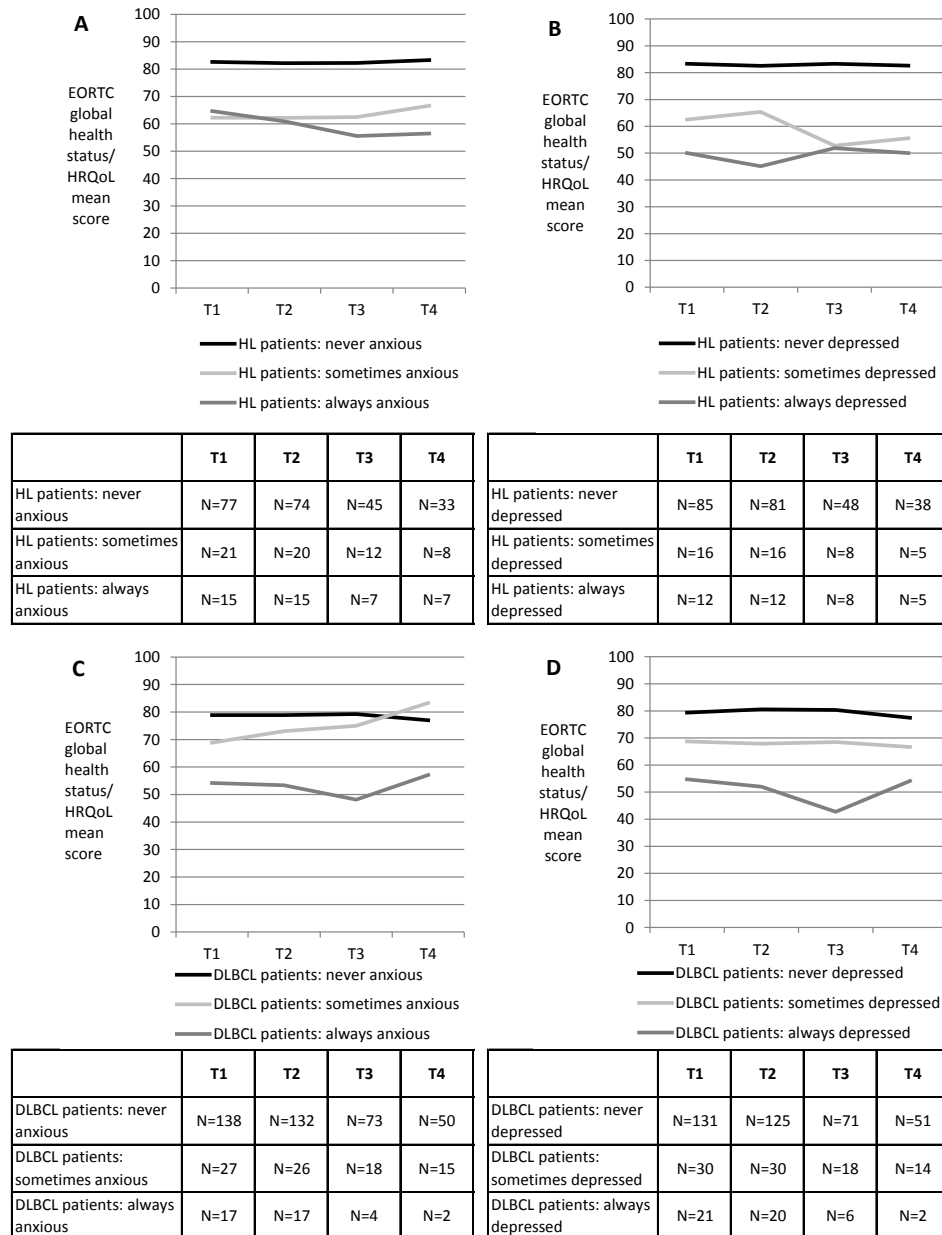 A
EORTC
global
health
status/
HRQoL
mean
score
100
90
80
70
60
50
40
30
20
10
0
T1 T2 T3 T4
HL patients: never anxious
HL patients: sometimes anxious
HL patients: always anxious
B
EORTC
global
health
status/
HRQoL
mean
score
100
90
80
70
60
50
40
30
20
10
0
T1 T2 T3 T4
HL patients: never depressed
HL patients: sometimes depressed
HL patients: always depressed
T1 T2 T3 T4
HL patients: never
anxious
N=77 N=74 N=45 N=33
HL patients: sometimes
anxious
N=21 N=20 N=12 N=8
HL patients: always
anxious
N=15 N=15 N=7 N=7
T1 T2 T3 T4
HL patients: never
depressed
N=85 N=81 N=48 N=38
HL patients: sometimes
depressed
N=16 N=16 N=8 N=5
HL patients: always
depressed
N=12 N=12 N=8 N=5
C
EORTC
global
health
status/
HRQoL
mean
score
100
90
80
70
60
50
40
30
20
10
0
T1 T2 T3 T4
DLBCL patients: never anxious
DLBCL patients: sometimes anxious
DLBCL patients: always anxious
D
EORTC
global
health
status/
HRQoL
mean
score
100
90
80
70
60
50
40
30
20
10
0
T1 T2 T3 T4
DLBCL patients: never depressed
DLBCL patients: sometimes depressed
DLBCL patients: always depressed
T1 T2 T3 T4
DLBCL patients: never
anxious
N=138 N=132 N=73 N=50
DLBCL patients:
sometimes anxious
N=27 N=26 N=18 N=15
DLBCL patients: always
anxious
N=17 N=17 N=4 N=2
T1 T2 T3 T4
DLBCL patients: never
depressed
N=131 N=125 N=71 N=51
DLBCL patients:
sometimes depressed
N=30 N=30 N=18 N=14
DLBCL patients: always
depressed
N=21 N=20 N=6 N=2